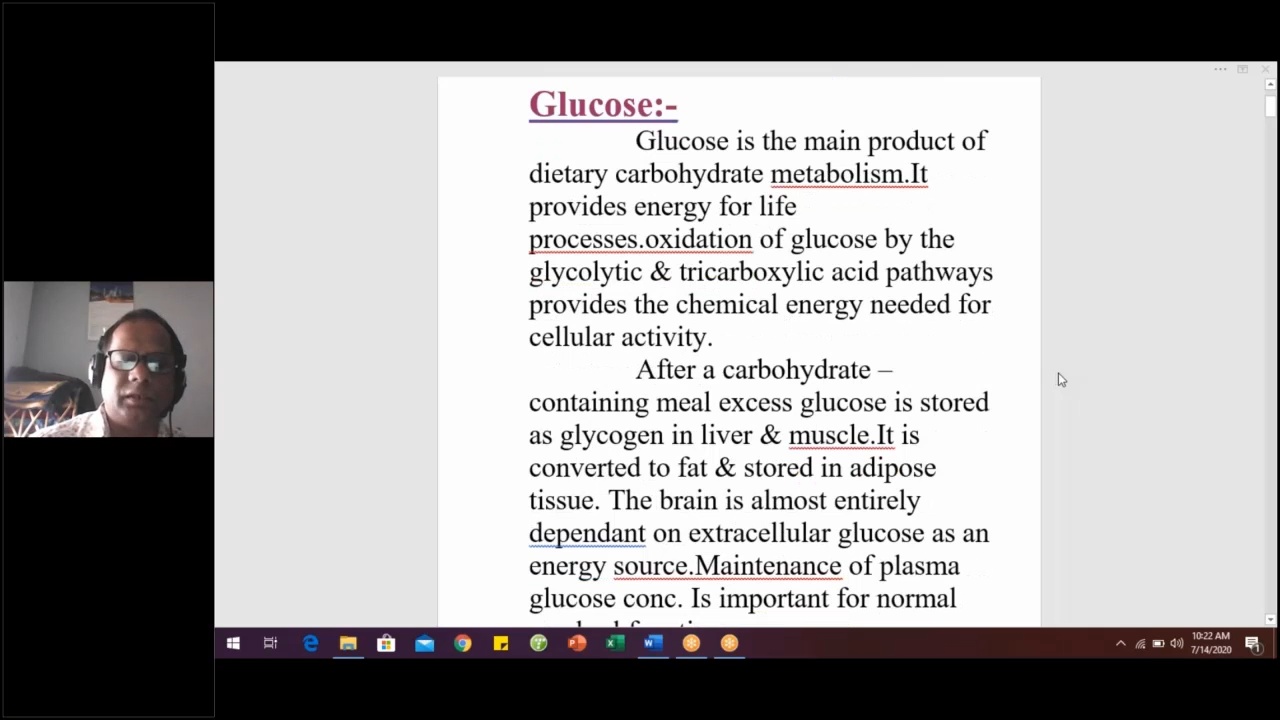 Glucose:-
Glucose is the main product of
dietary carbohydrate metabolism.It
provides energy for life
processes.oxidation of glucose by the
glycolytic & tricarboxylic acid pathways
provides the chemical energy needed for
cellular activity.
After a carbohydrate –
containing meal excess glucose is stored
as glycogen in liver & muscle.It is
converted to fat & stored in adipose
tissue. The brain is almost entirely
dependant on extracellular glucose as an
energy source.Maintenance of plasma
glucose conc. Is important for normal
10:22 AM
7/14/2020